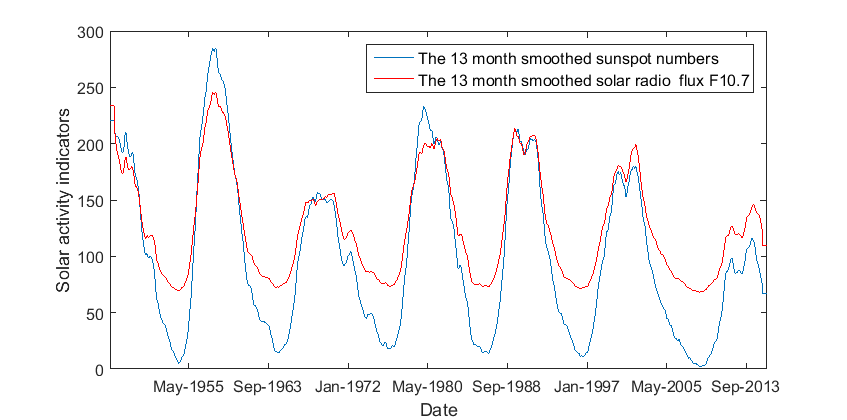 300
250
200
150
100
50
0
Solar activity indicators
The 13 month smoothed sunspot numbers
The 13 month smoothed solar radio  flux F10.7
May-1955 Sep-1963 Jan-1972 May-1980 Sep-1988 Jan-1997 May-2005 Sep-2013
Date